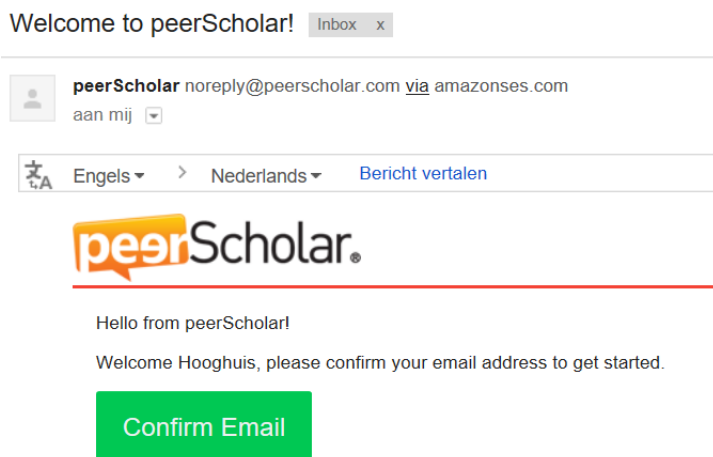 Welcome to peerScholar! Inbox x
peerScholar noreply@peerscholar.com via amazonses.com
aan mij
Engels > Nederlands Bericht vertalen
peerScholar®
Hello from peerScholar!
Welcome Hooghuis, please confirm your email address to get started.
Confirm Email